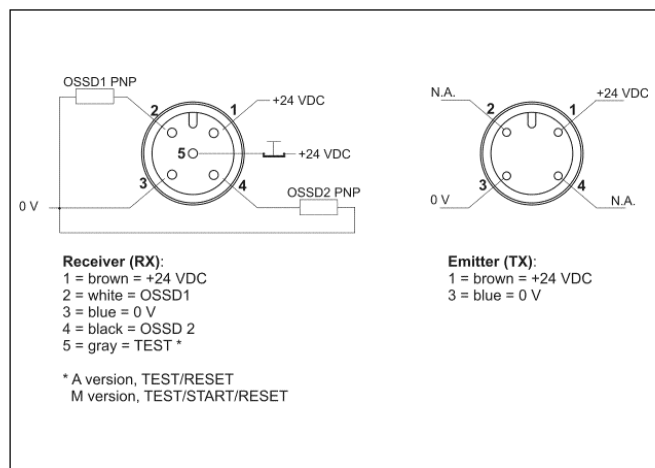 OSSD1 PNP
2
1
+24 VDC
5
+24 VDC
3
4
OSSD2 PNP
0 V
N.A.
+24 VDC
2
1
3
4
0 V
N.A.
Receiver (RX):
1 = brown = +24 VDC
2 = white = OSSD1
3 = blue = 0 V
4 = black = OSSD 2
5 = gray = TEST *
* A version, TEST/RESET
M version, TEST/START/RESET
Emitter (TX):
1 = brown = +24 VDC
3 = blue = 0 V